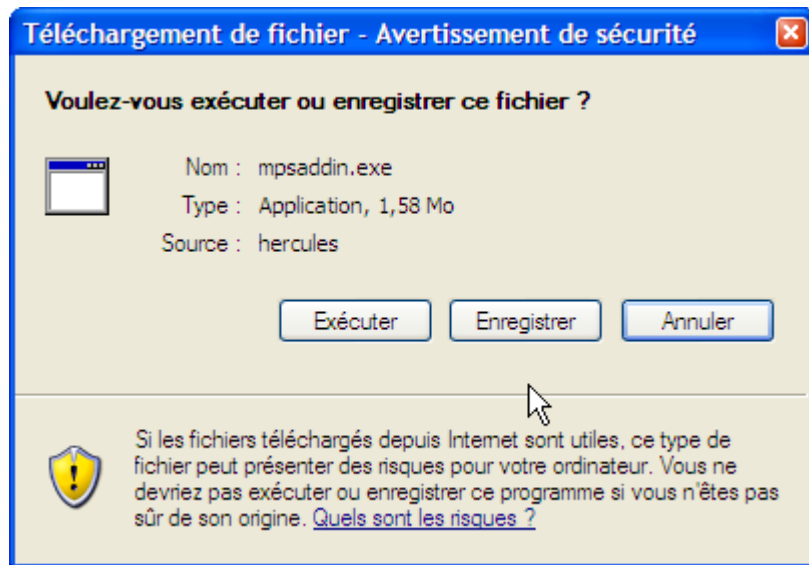 Téléchargement de fichier - Avertissement de sécurité
Voulez-vous exécuter ou enregistrer ce fichier ?
Nom : mpsaddin.exe
Type : Application, 1,58 Mo
Source : hercules
Exécuter Enregistrer Annuler
Si les fichiers téléchargés depuis Internet sont utiles, ce type de
fichier peut présenter des risques pour votre ordinateur. Vous ne
devriez pas exécuter ou enregistrer ce programme si vous n'êtes pas
sûr de son origine. Quels sont les risques ?